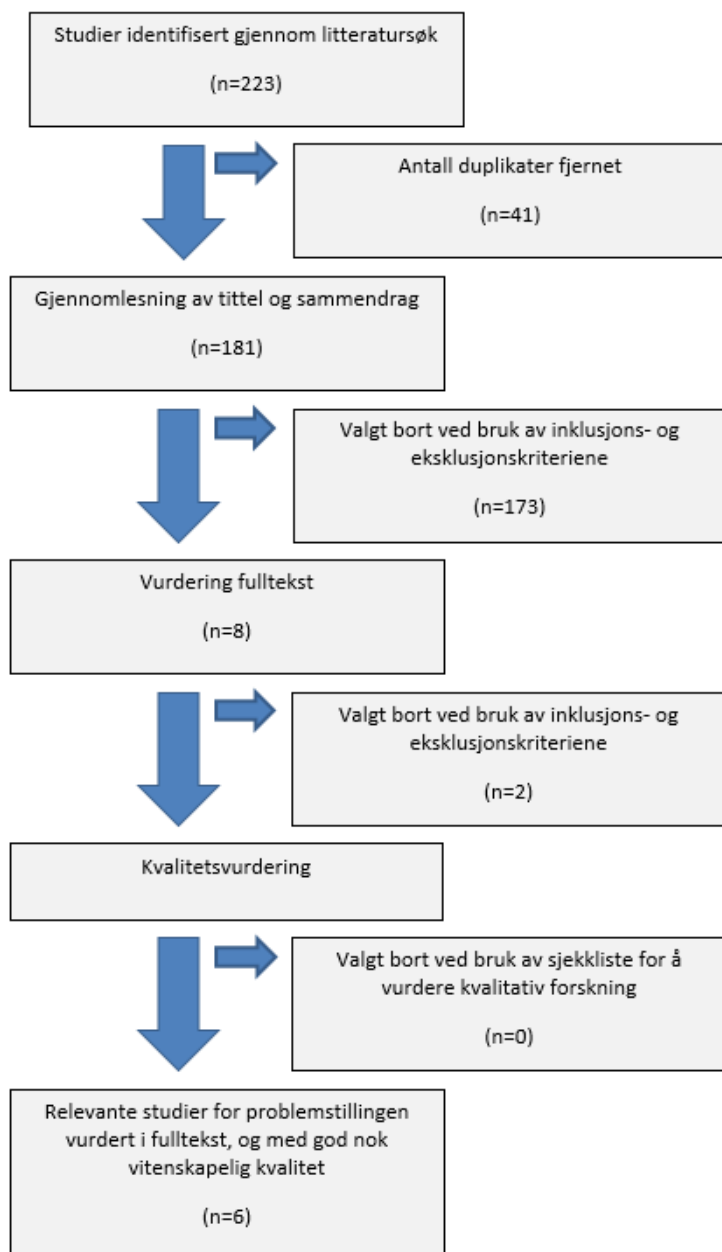 Studier identifisert gjennom litteratursøk
(n=223)
Antall duplikater fjernet
(n=41)
Gjennomlesning av tittel og sammendrag
(n=181)
Valgt bort ved bruk av inklusjons- og
eksklusjonskriteriene
(n=173)
Vurdering fulltekst
(n=8)
Valgt bort ved bruk av inklusjons- og
eksklusjonskriteriene
(n=2)
Kvalitetsvurdering
Valgt bort ved bruk av sjekkliste for å
vurdere kvalitativ forskning
(n=0)
Relevante studier for problemstillingen
vurdert i fulltekst, og med god nok
vitenskapelig kvalitet
(n=6)